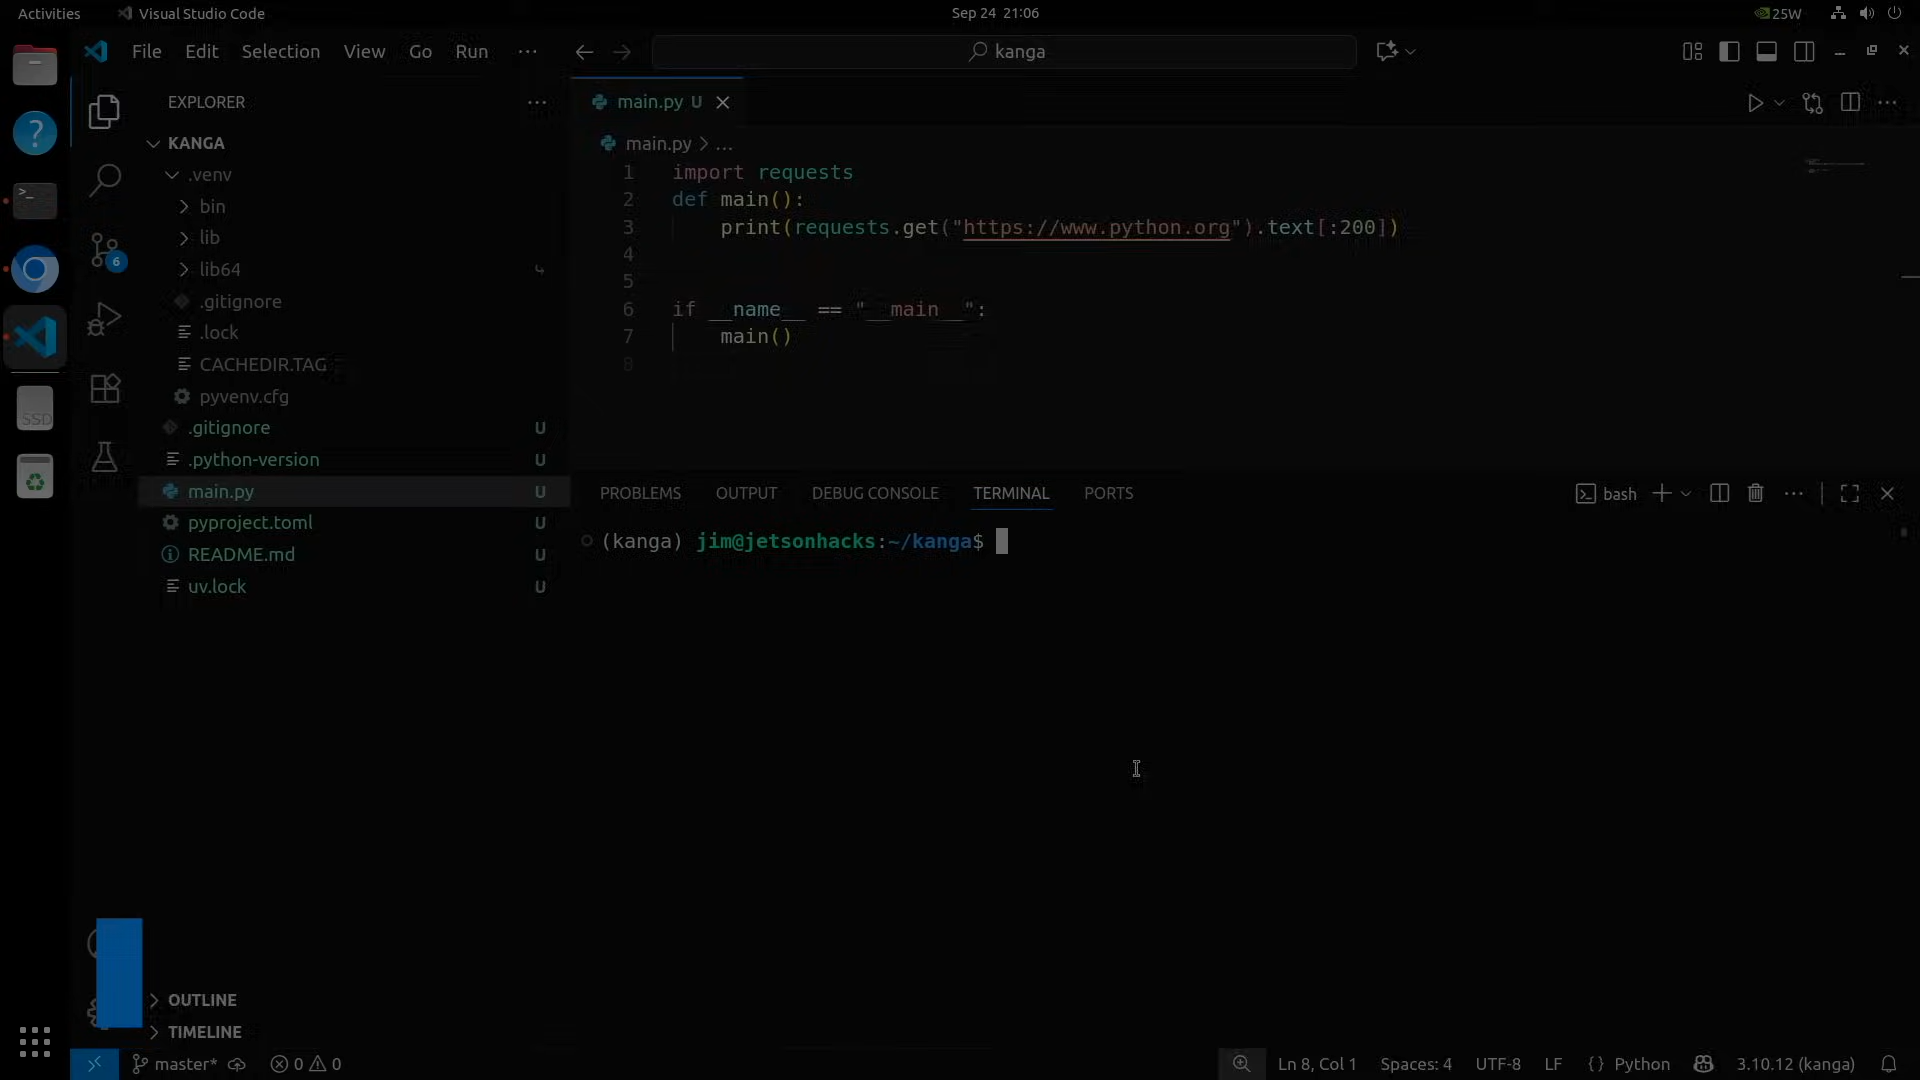 Activities
Visual Studio Code
Sep 24 21:06
25W
File Edit Selection View Go Run ...
kanga
EXPLORER
KANGA
.venv
bin
lib
lib64
.gitignore
.lock
CACHEDIR.TAG
pyvenv.cfg
.gitignore U
.python-version U
main.py U
pyproject.toml U
README.md U
uv.lock U
OUTLINE
TIMELINE
6
SSD
main.py U
main.py > ...
1 import requests
2 def main():
3 print(requests.get("https://www.python.org").text[:200])
4
5
6 if __name__ == "__main__":
7 main()
8
PROBLEMS OUTPUT DEBUG CONSOLE TERMINAL PORTS
bash
(kanga) jim@jetsonhacks:~/kanga$
master*
0 0
Ln 8, Col 1
Spaces: 4
UTF-8
LF
{ } Python
3.10.12 (kanga)